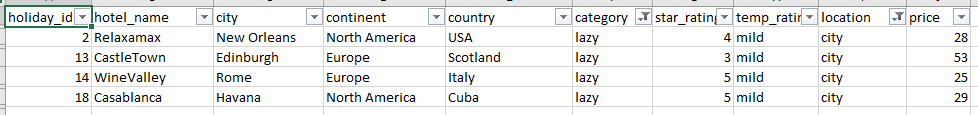 holiday_id hotel_name city continent country category star_rating temp_ratin location price
2 Relaxamax New Orleans North America USA lazy 4 mild city 28
13 CastleTown Edinburgh Europe Scotland lazy 3 mild city 53
14 WineValley Rome Europe Italy lazy 5 mild city 25
18 Casablanca Havana North America Cuba lazy 5 mild city 29